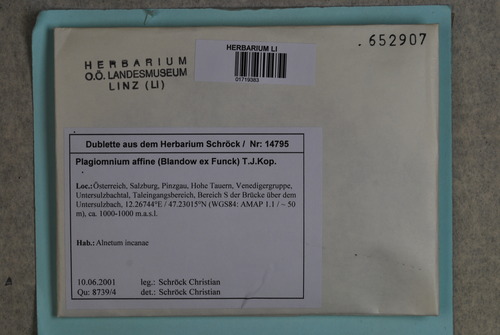 .652907
HERBARIUM
O.Ö. LANDESMUSEUM
LINZ (LI)
HERBARIUM LI
01719383
Dublette aus dem Herbarium Schröck / Nr: 14795
Plagiomnium affine (Blandow ex Funck) T.J.Kop.
Loc.:Österreich, Salzburg, Pinzgau, Hohe Tauern, Venedigergruppe,
Untersulzbachtal, Taleingangsbereich, Bereich S der Brücke über dem
Untersulzbach, 12.26744°E / 47.23015°N (WGS84: AMAP 1.1 / ~ 50
m), ca. 1000-1000 m.a.s.l.
Hab.: Alnetum incanae
10.06.2001 leg.: Schröck Christian
Qu: 8739/4 det.: Schröck Christian